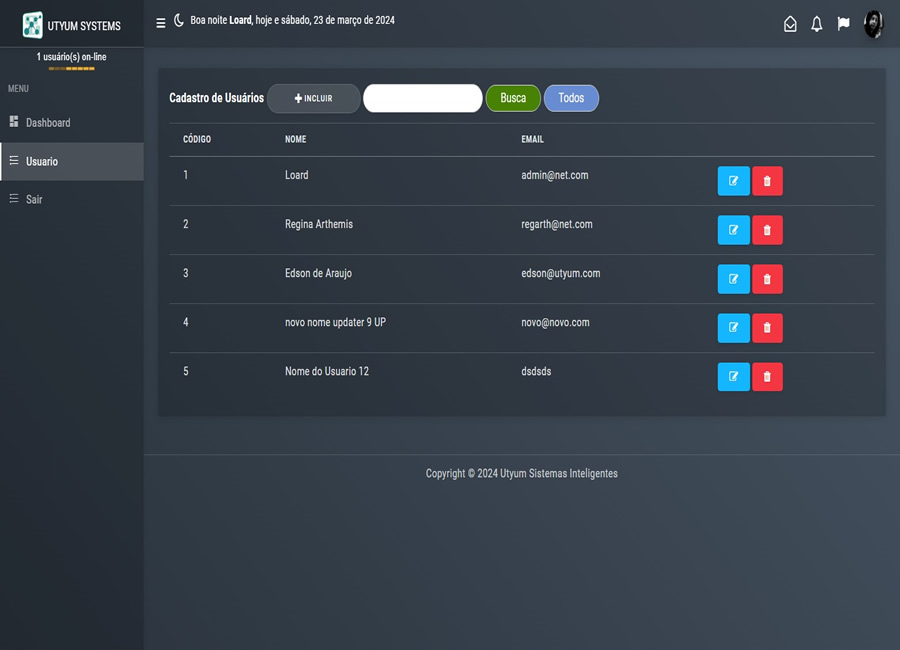 UTYUM SYSTEMS
Boa noite Loard, hoje e sábado, 23 de março de 2024
1 usuário(s) on-line
MENU
Dashboard
Usuario
Sair
Cadastro de Usuários INCLUIR Busca Todos
CÓDIGO NOME EMAIL
1 Loard admin@net.com
2 Regina Arthemis regarth@net.com
3 Edson de Araujo edson@utyum.com
4 novo nome updater 9 UP novo@novo.com
5 Nome do Usuario 12 dsdsds
Copyright © 2024 Utyum Sistemas Inteligentes